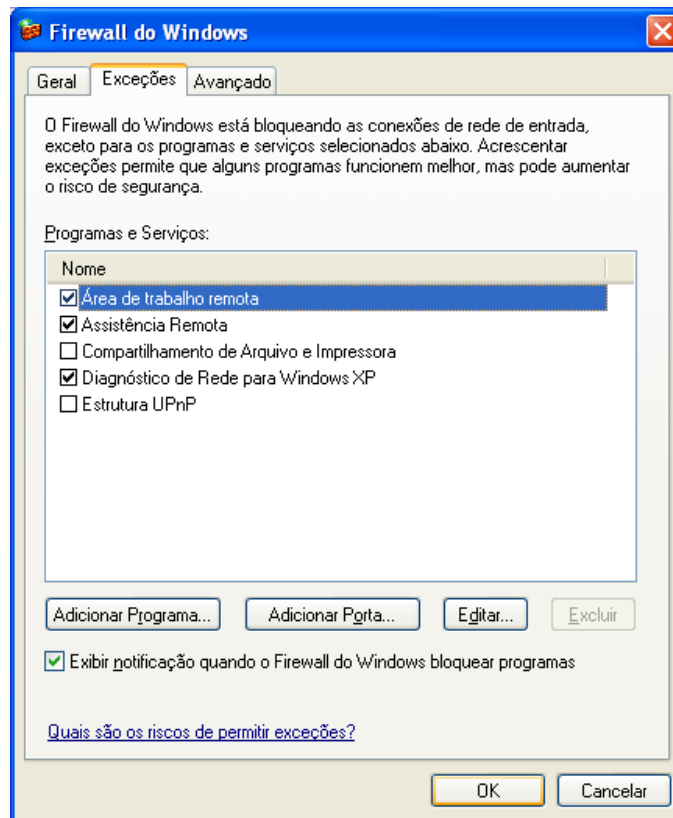 Firewall do Windows
Geral
Exceções
Avançado
O Firewall do Windows está bloqueando as conexões de rede de entrada,
exceto para os programas e serviços selecionados abaixo. Acrescentar
exceções permite que alguns programas funcionem melhor, mas pode aumentar
o risco de segurança.
Programas e Serviços:
Nome
Área de trabalho remota
Assistência Remota
Compartilhamento de Arquivo e Impressora
Diagnóstico de Rede para Windows XP
Estrutura UPnP
Adicionar Programa...
Adicionar Porta...
Editar...
Excluir
Exibir notificação quando o Firewall do Windows bloquear programas
Quais são os riscos de permitir exceções?
OK
Cancelar